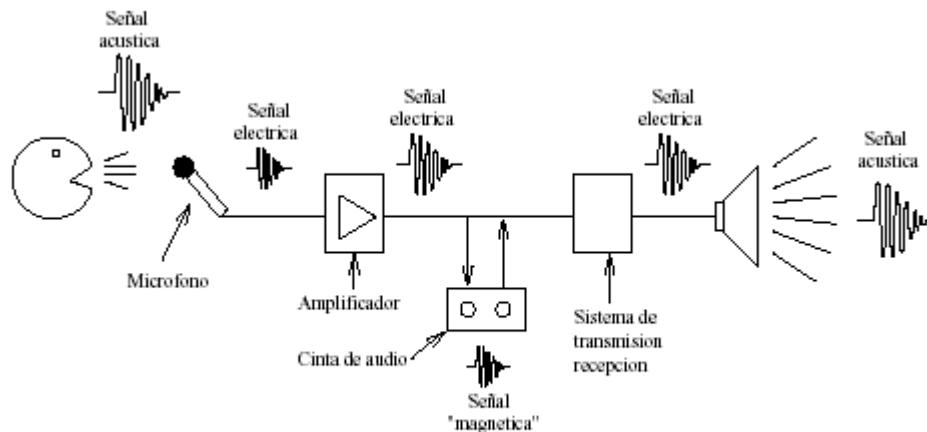 Señal
acustica
Señal
electrica
Señal
electrica
Señal
electrica
Señal
acustica
Microfono
Amplificador
Cinta de audio
Sistema de
transmision
recepcion
Señal
"magnetica"